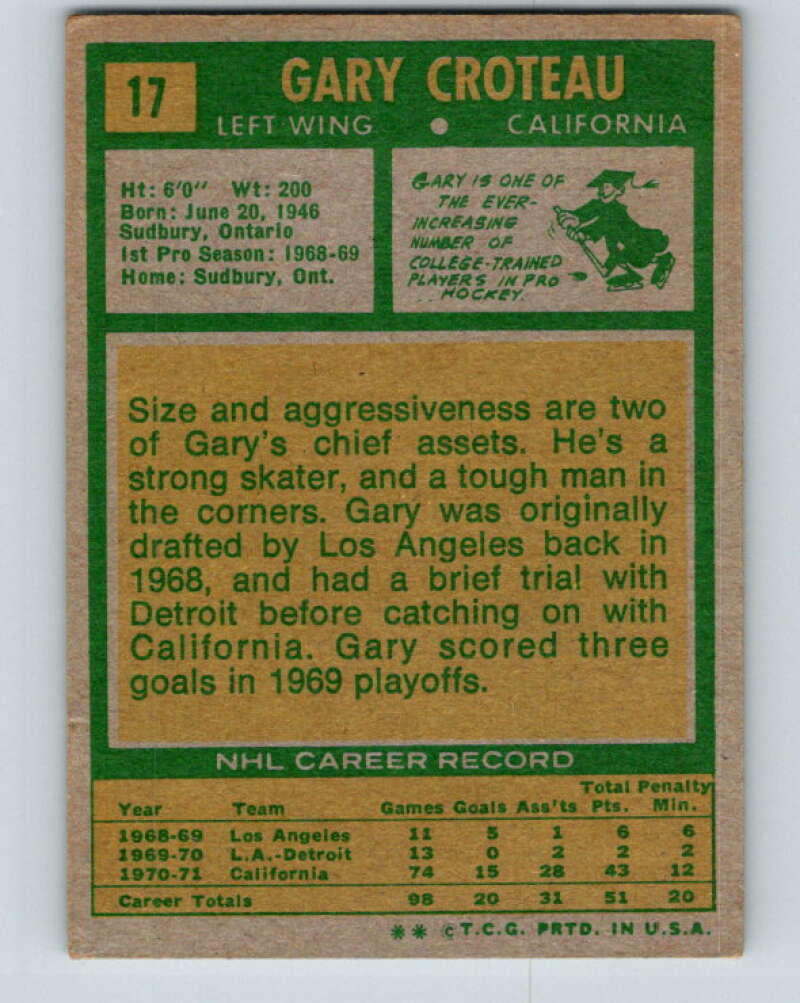 17
GARY CROTEAU
LEFT WING • CALIFORNIA
Ht: 6'0" Wt: 200
Born: June 20, 1946
Sudbury, Ontario
1st Pro Season: 1968-69
Home: Sudbury, Ont.
GARY IS ONE OF
THE EVER-
INCREASING
NUMBER OF
COLLEGE-TRAINED
PLAYERS IN PRO
HOCKEY.
Size and aggressiveness are two
of Gary's chief assets. He's a
strong skater, and a tough man in
the corners. Gary was originally
drafted by Los Angeles back in
1968, and had a brief trial with
Detroit before catching on with
California. Gary scored three
goals in 1969 playoffs.
NHL CAREER RECORD
Total Penalty
Year Team Games Goals Ass'ts Pts. Min.
1968-69 Los Angeles 11 5 1 6 6
1969-70 L.A.-Detroit 13 0 2 2 2
1970-71 California 74 15 28 43 12
Career Totals 98 20 31 51 20
** © T.C.G. PRTD. IN U.S.A.